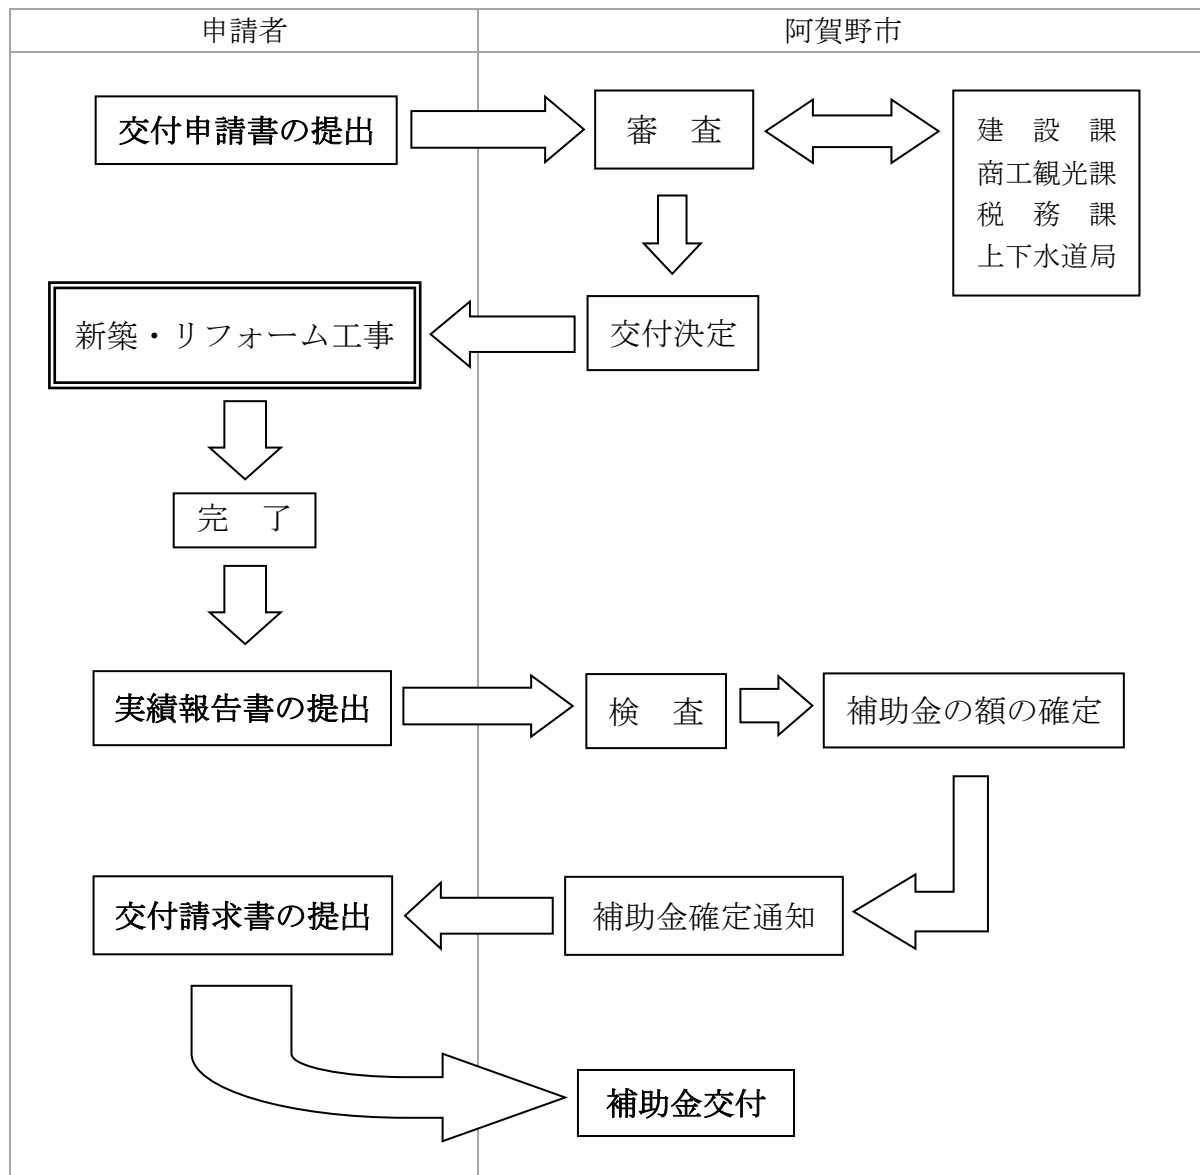 申請者
阿賀野市
交付申請書の提出
審　査
建　設　課
商工観光課
税　務　課
上下水道局
新築・リフォーム工事
交付決定
完　了
実績報告書の提出
検　査
補助金の額の確定
交付請求書の提出
補助金確定通知
補助金交付